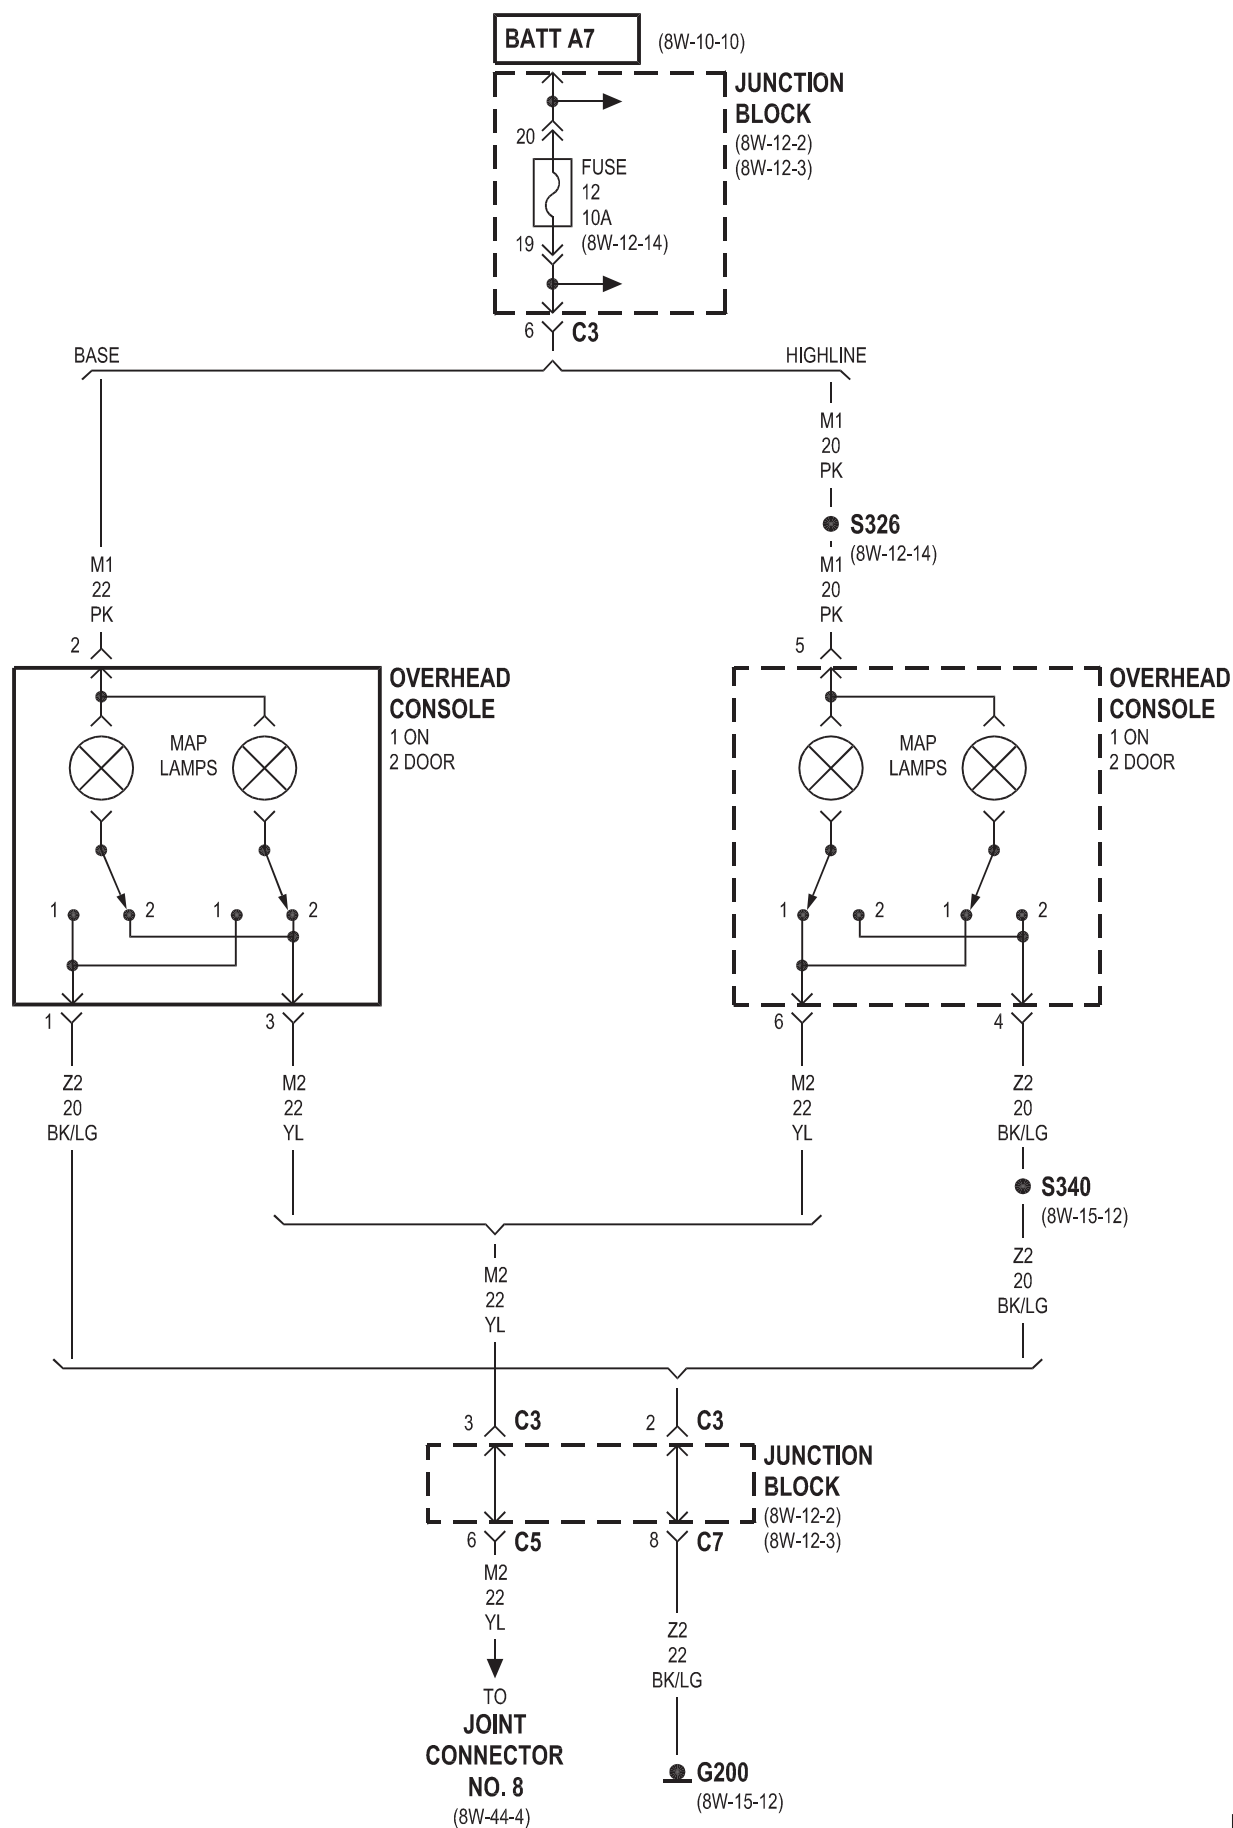 BATT A7
(8W-10-10)
JUNCTION
BLOCK
(8W-12-2)
(8W-12-3)
20
FUSE
12
10A
(8W-12-14)
19
6
C3
BASE
HIGHLINE
M1
20
PK
S326
(8W-12-14)
M1
22
PK
M1
20
PK
2
5
OVERHEAD
CONSOLE
1 ON
2 DOOR
MAP
LAMPS
OVERHEAD
CONSOLE
1 ON
2 DOOR
MAP
LAMPS
1
2
1
2
1
2
1
2
1
3
6
4
Z2
20
BK/LG
M2
22
YL
M2
22
YL
Z2
20
BK/LG
S340
(8W-15-12)
M2
22
YL
Z2
20
BK/LG
3
C3
2
C3
JUNCTION
BLOCK
(8W-12-2)
(8W-12-3)
6
C5
8
C7
M2
22
YL
Z2
22
BK/LG
TO
JOINT
CONNECTOR
NO. 8
(8W-44-4)
G200
(8W-15-12)